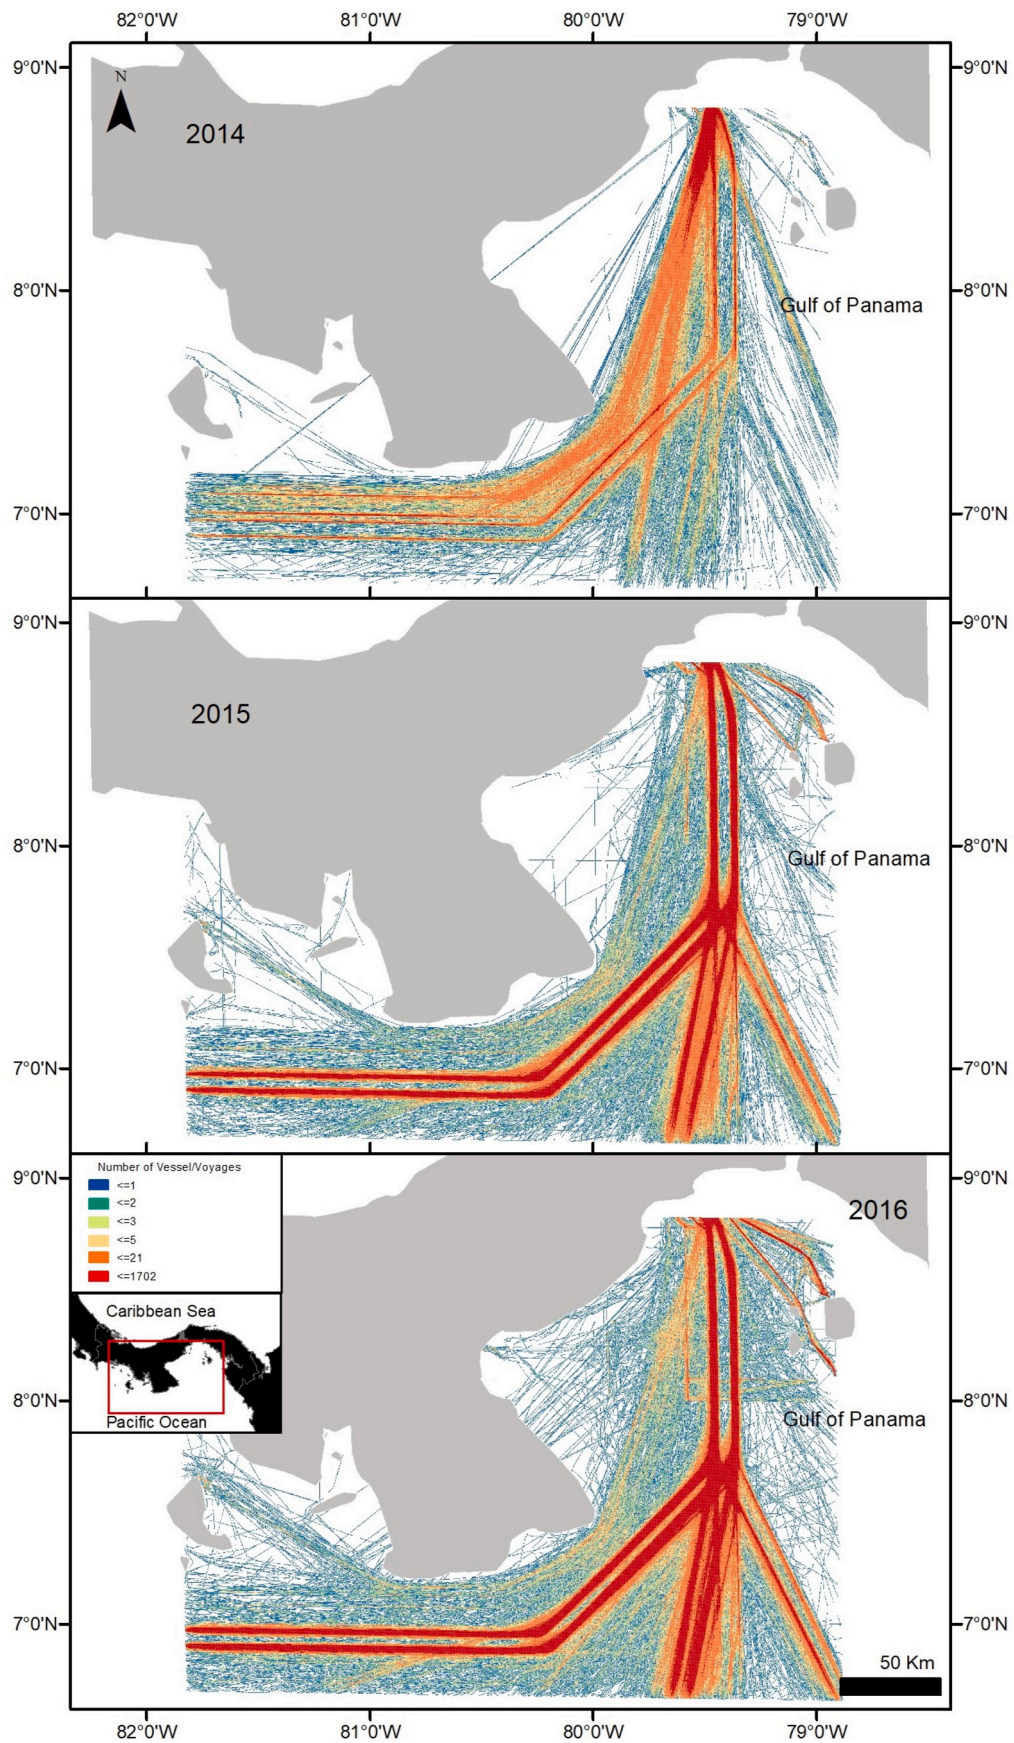 82°0'W 81°0'W 80°0'W 79°0'W
9°0'N 9°0'N
N
2014
8°0'N 8°0'N
Gulf of Panama
7°0'N 7°0'N
9°0'N 9°0'N
2015
8°0'N 8°0'N
Gulf of Panama
7°0'N 7°0'N
Number of Vessel/Voyages
<=1
<=2
<=3
<=5
<=21
<=1702
9°0'N 9°0'N
2016
Caribbean Sea
Pacific Ocean
8°0'N 8°0'N
Gulf of Panama
7°0'N 7°0'N
50 Km
82°0'W 81°0'W 80°0'W 79°0'W